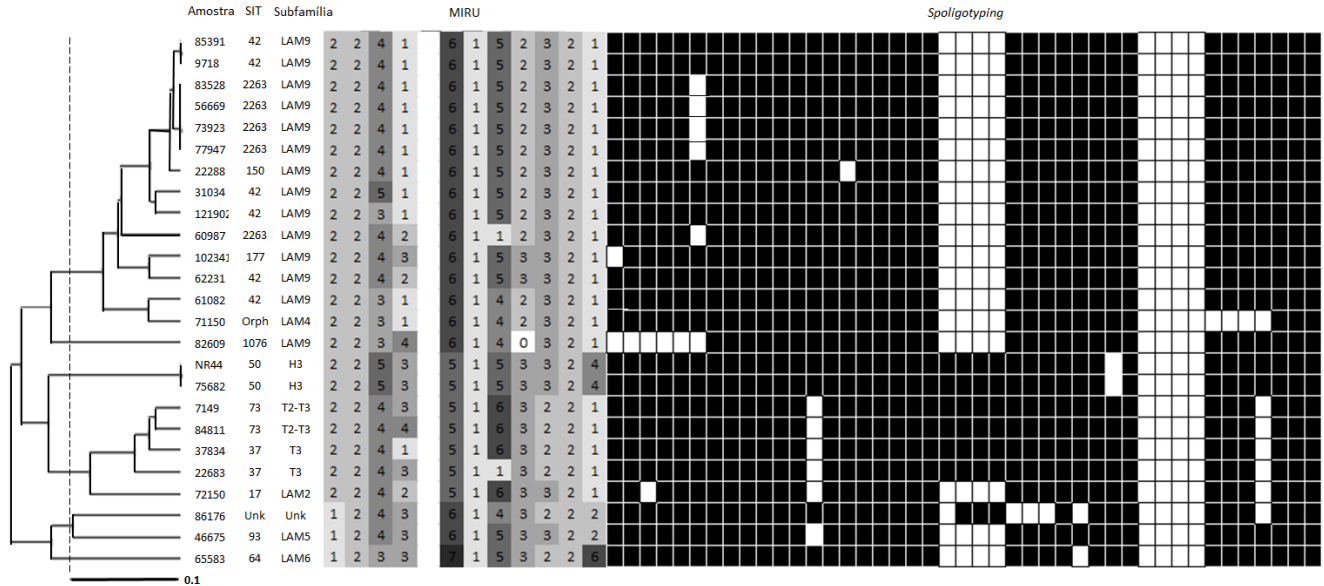 Amostra SIT Subfamília MIRU Spoligotyping
85391 42 LAM9 2 2 4 1 6 1 5 2 3 2 1
9718 42 LAM9 2 2 4 1 6 1 5 2 3 2 1
83528 2263 LAM9 2 2 4 1 6 1 5 2 3 2 1
56669 2263 LAM9 2 2 4 1 6 1 5 2 3 2 1
73923 2263 LAM9 2 2 4 1 6 1 5 2 3 2 1
77947 2263 LAM9 2 2 4 1 6 1 5 2 3 2 1
22288 150 LAM9 2 2 4 1 6 1 5 2 3 2 1
31034 42 LAM9 2 2 5 1 6 1 5 2 3 2 1
121902 42 LAM9 2 2 3 1 6 1 5 2 3 2 1
60987 2263 LAM9 2 2 4 2 6 1 1 2 3 2 1
102341 177 LAM9 2 2 4 3 6 1 5 3 3 2 1
62231 42 LAM9 2 2 4 2 6 1 5 3 3 2 1
61082 42 LAM9 2 2 3 1 6 1 4 2 3 2 1
71150 Orph LAM4 2 2 3 1 6 1 4 2 3 2 1
82609 1076 LAM9 2 2 3 4 6 1 4 0 3 2 1
NR44 50 H3 2 2 5 3 5 1 5 3 3 2 4
75682 50 H3 2 2 5 3 5 1 5 3 3 2 4
7149 73 T2-T3 2 2 4 3 5 1 6 3 2 2 1
84811 73 T2-T3 2 2 4 4 5 1 6 3 2 2 1
37834 37 T3 2 2 4 1 5 1 6 3 2 2 1
22683 37 T3 2 2 4 3 5 1 1 3 2 2 1
72150 17 LAM2 2 2 4 2 5 1 6 3 3 2 1
86176 Unk Unk 1 2 4 3 6 1 4 3 2 2 2
46675 93 LAM5 1 2 4 3 6 1 5 3 3 2 1
65583 64 LAM6 1 2 3 3 7 1 5 3 2 2 6
0.1